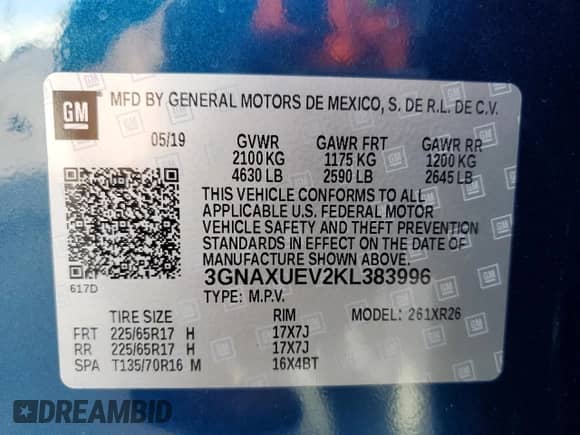 GM MFD BY GENERAL MOTORS DE MEXICO, S. DE R.L. DE C.V.
05/19 GVWR GAWR FRT GAWR RR
2100 KG 1175 KG 1200 KG
4630 LB 2590 LB 2645 LB
THIS VEHICLE CONFORMS TO ALL
APPLICABLE U.S. FEDERAL MOTOR
VEHICLE SAFETY AND THEFT PREVENTION
STANDARDS IN EFFECT ON THE DATE OF
MANUFACTURE SHOWN ABOVE.
617D
3GNAXUEV2KL383996
TYPE: M.P.V. MODEL: 261XR26
TIRE SIZE RIM
FRT 225/65R17 H 17X7J
RR 225/65R17 H 17X7J
SPA T135/70R16 M 16X4BT
DREAMBID